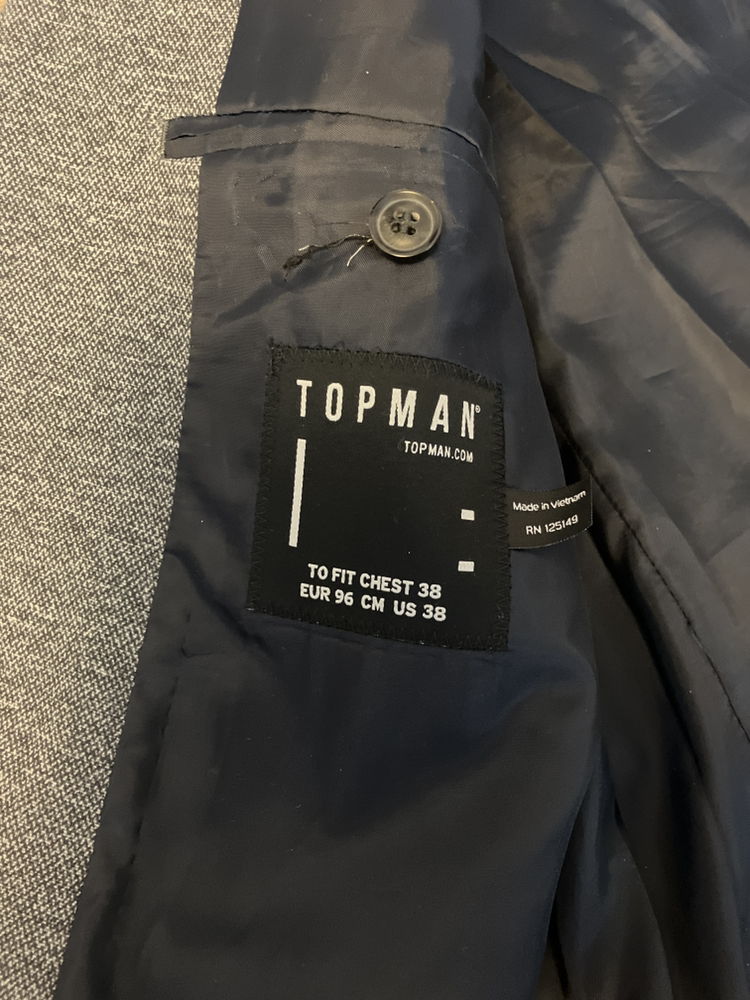 TOPMAN®
TOPMAN.COM
TO FIT CHEST 38
EUR 96 CM US 38
Made in Vietnam
RN 125149